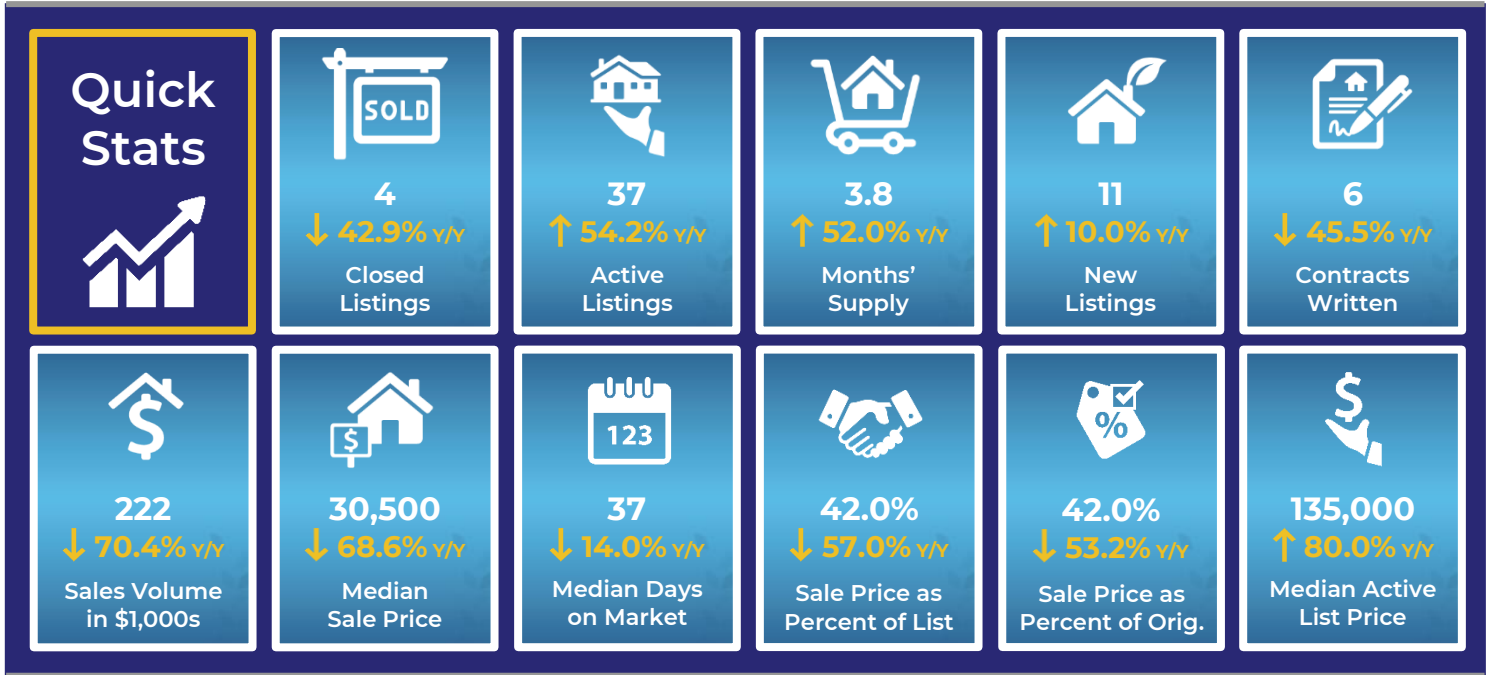 Quick
Stats
SOLD
4
↓ 42.9% Y/Y
Closed
Listings
37
↑ 54.2% Y/Y
Active
Listings
3.8
↑ 52.0% Y/Y
Months’
Supply
11
↑ 10.0% Y/Y
New
Listings
6
↓ 45.5% Y/Y
Contracts
Written
$
222
↓ 70.4% Y/Y
Sales Volume
in $1,000s
$
30,500
↓ 68.6% Y/Y
Median
Sale Price
123
37
↓ 14.0% Y/Y
Median Days
on Market
42.0%
↓ 57.0% Y/Y
Sale Price as
Percent of List
%
42.0%
↓ 53.2% Y/Y
Sale Price as
Percent of Orig.
$
135,000
↑ 80.0% Y/Y
Median Active
List Price